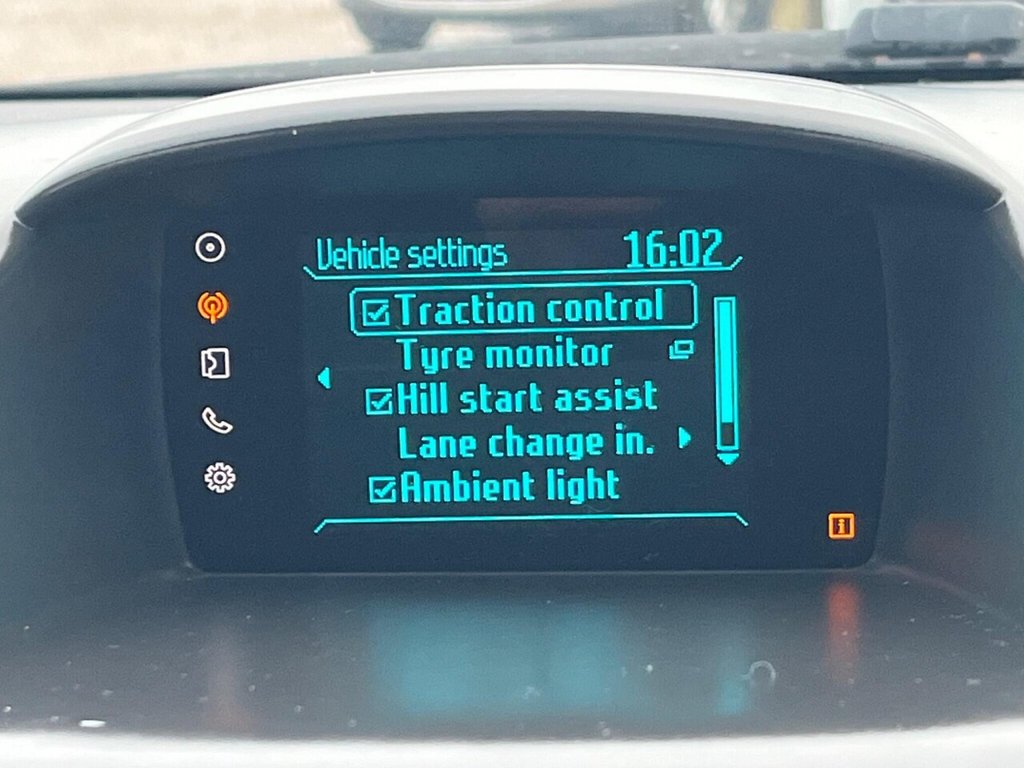 Vehicle settings 16:02
Traction control
Tyre monitor
Hill start assist
Lane change in.
Ambient light
i